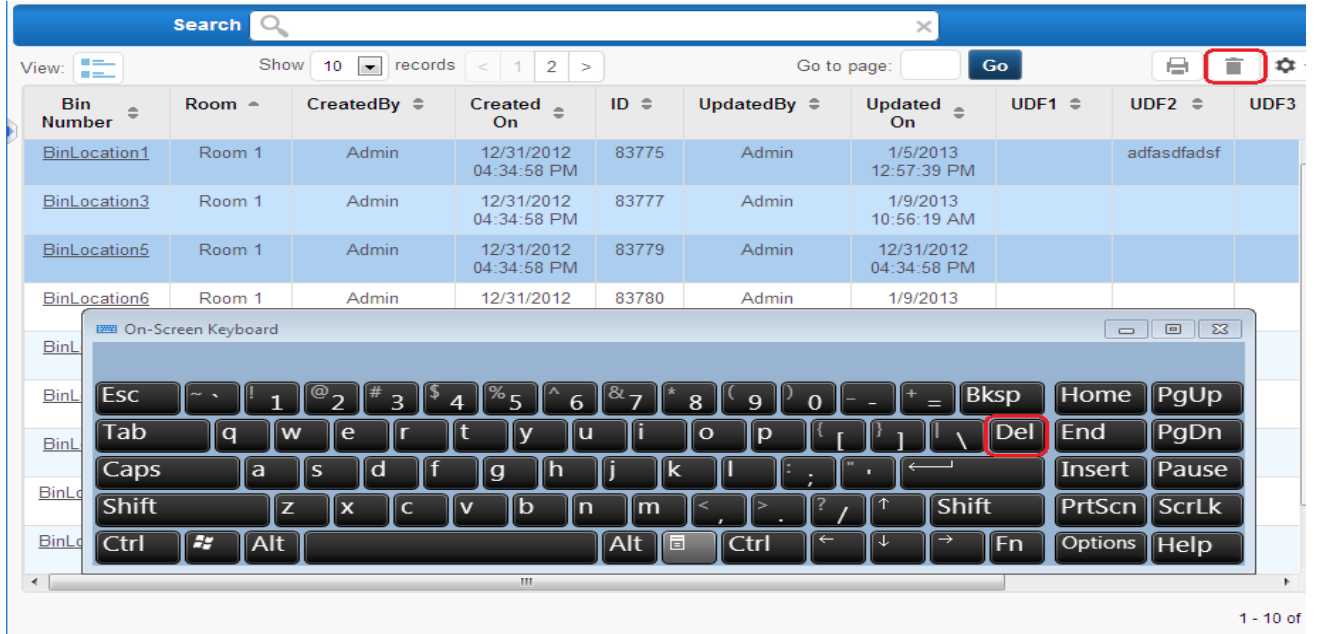 Search
View: Show 10 records < 1 2 > Go to page: Go
Bin Number Room CreatedBy Created On ID UpdatedBy Updated On UDF1 UDF2 UDF3
BinLocation1 Room 1 Admin 12/31/2012 04:34:58 PM 83775 Admin 1/5/2013 12:57:39 PM adfasdfadsf
BinLocation3 Room 1 Admin 12/31/2012 04:34:58 PM 83777 Admin 1/9/2013 10:56:19 AM
BinLocation5 Room 1 Admin 12/31/2012 04:34:58 PM 83779 Admin 12/31/2012 04:34:58 PM
BinLocation6 Room 1 Admin 12/31/2012 83780 Admin 1/9/2013
On-Screen Keyboard
BinL
BinL
BinL
BinLo
BinLo
Esc ~ ` ! 1 @ 2 # 3 $ 4 % 5 ^ 6 & 7 * 8 ( 9 ) 0 _ - + = Bksp Home PgUp
Tab q w e r t y u i o p { [ } ] | \ Del End PgDn
Caps a s d f g h j k l : ; " ' Insert Pause
Shift z x c v b n m < , > . ? / ↑ Shift PrtScn ScrLk
Ctrl Alt Alt Ctrl ← ↓ → Fn Options Help
1 - 10 of